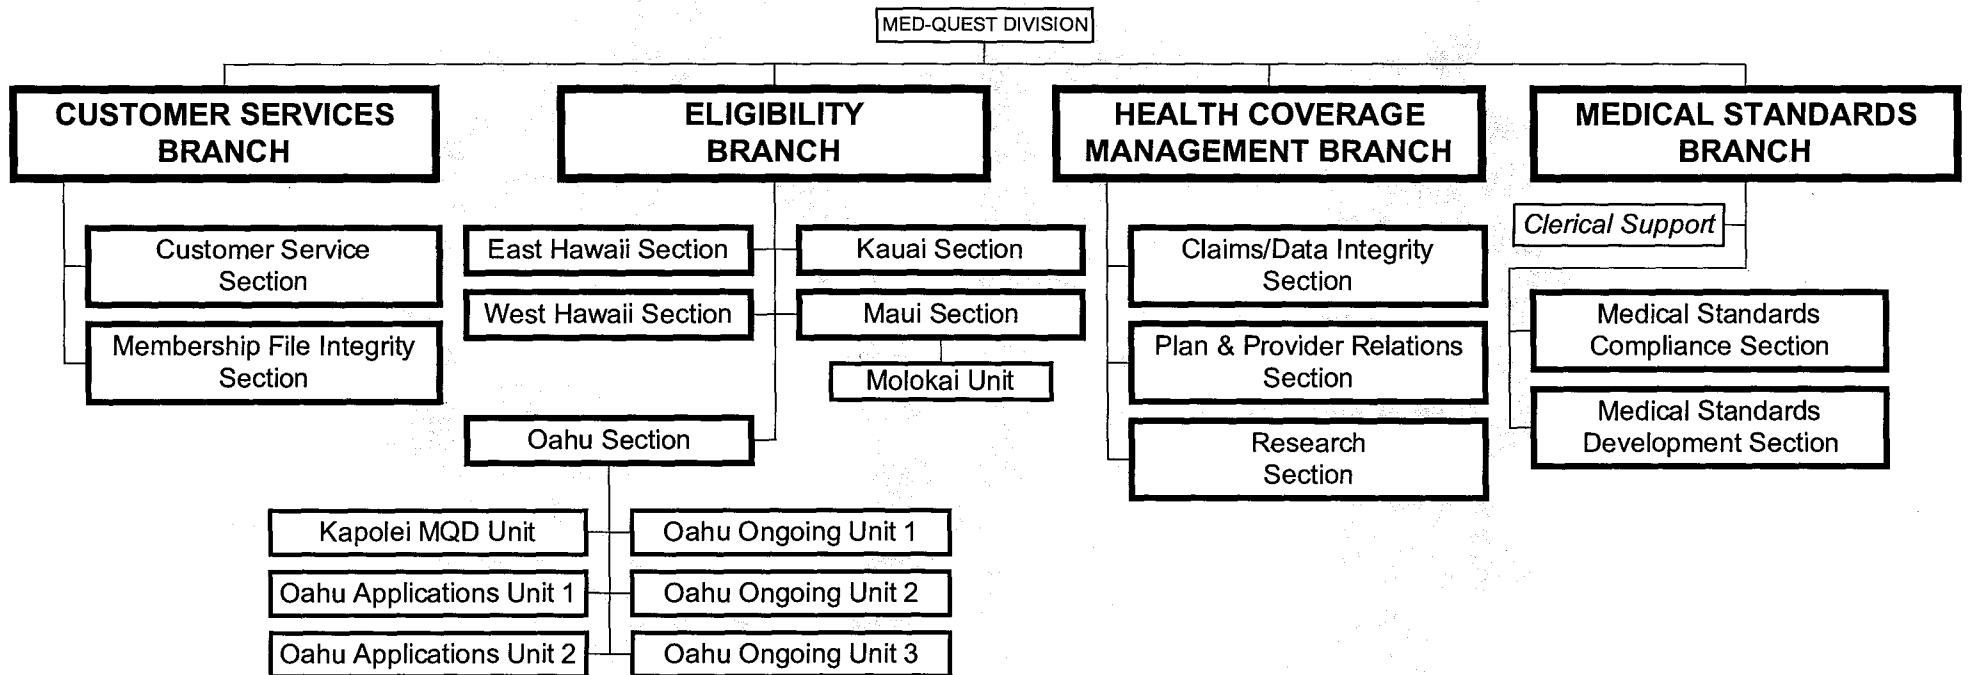 MED-QUEST DIVISION
CUSTOMER SERVICES
BRANCH
ELIGIBILITY
BRANCH
HEALTH COVERAGE
MANAGEMENT BRANCH
MEDICAL STANDARDS
BRANCH
Customer Service
Section
Membership File Integrity
Section
East Hawaii Section
Kauai Section
West Hawaii Section
Maui Section
Molokai Unit
Oahu Section
Kapolei MQD Unit
Oahu Ongoing Unit 1
Oahu Applications Unit 1
Oahu Ongoing Unit 2
Oahu Applications Unit 2
Oahu Ongoing Unit 3
Claims/Data Integrity
Section
Plan & Provider Relations
Section
Research
Section
Clerical Support
Medical Standards
Compliance Section
Medical Standards
Development Section